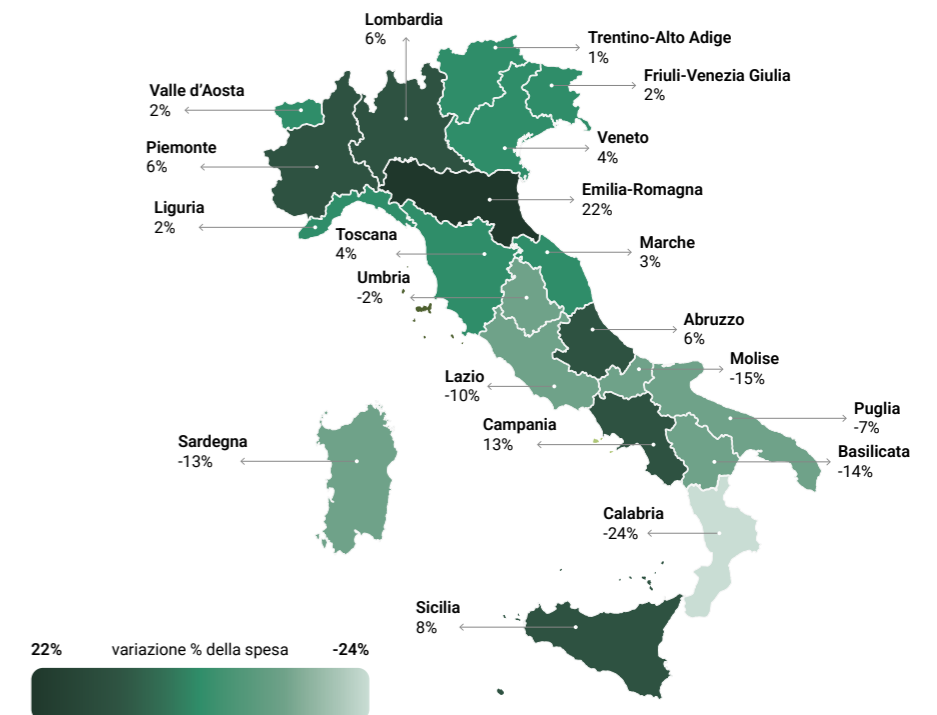 Lombardia
6%
Trentino-Alto Adige
1%
Friuli-Venezia Giulia
2%
Valle d'Aosta
2%
Veneto
4%
Piemonte
6%
Emilia-Romagna
22%
Liguria
2%
Toscana
4%
Marche
3%
Umbria
-2%
Abruzzo
6%
Molise
-15%
Lazio
-10%
Puglia
-7%
Campania
13%
Sardegna
-13%
Basilicata
-14%
Calabria
-24%
Sicilia
8%
22% variazione % della spesa -24%